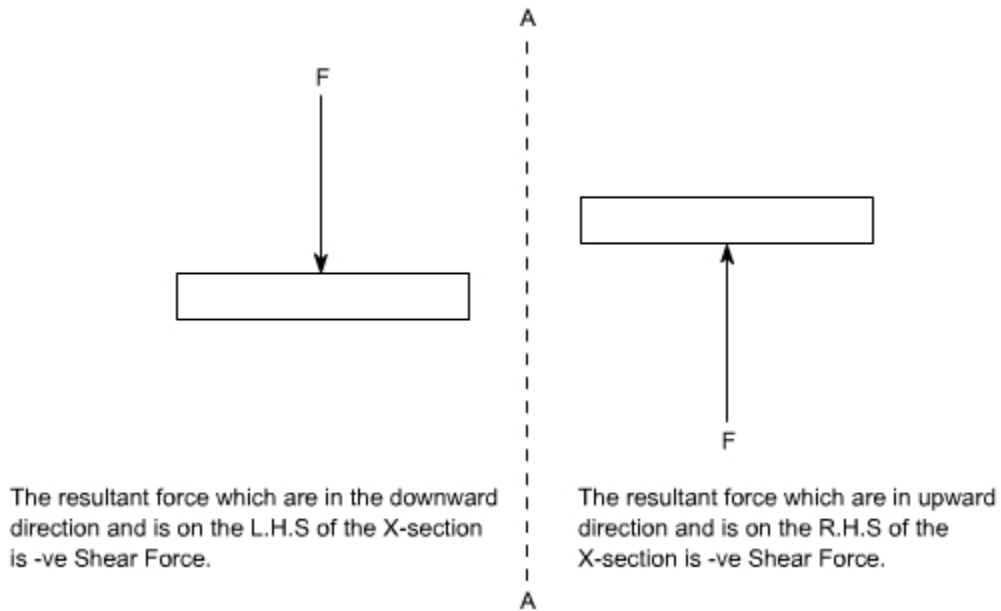 A
F
F
The resultant force which are in the downward
direction and is on the L.H.S of the X-section
is -ve Shear Force.
The resultant force which are in upward
direction and is on the R.H.S of the
X-section is -ve Shear Force.
A